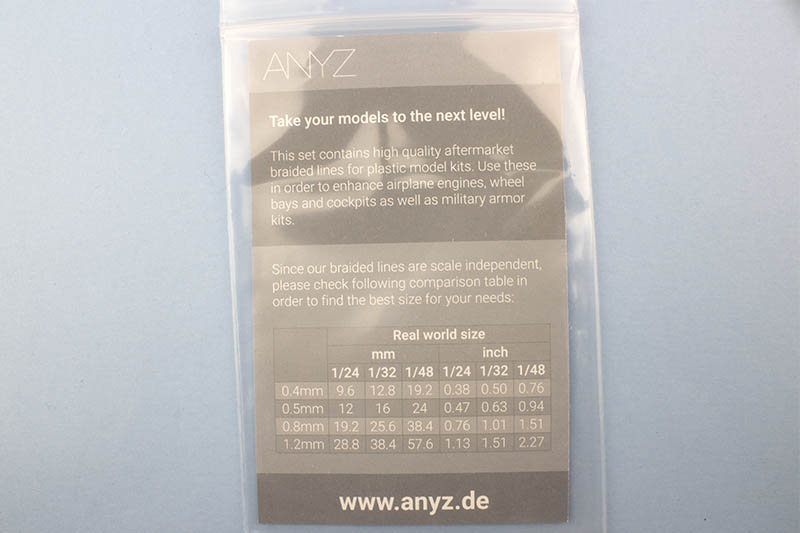 ANYZ
Take your models to the next level!
This set contains high quality aftermarket
braided lines for plastic model kits. Use these
in order to enhance airplane engines, wheel
bays and cockpits as well as military armor
kits.
Since our braided lines are scale independent,
please check following comparison table in
order to find the best size for your needs:
Real world size
mm inch
1/24 1/32 1/48 1/24 1/32 1/48
0.4mm 9.6 12.8 19.2 0.38 0.50 0.76
0.5mm 12 16 24 0.47 0.63 0.94
0.8mm 19.2 25.6 38.4 0.76 1.01 1.51
1.2mm 28.8 38.4 57.6 1.13 1.51 2.27
www.anyz.de